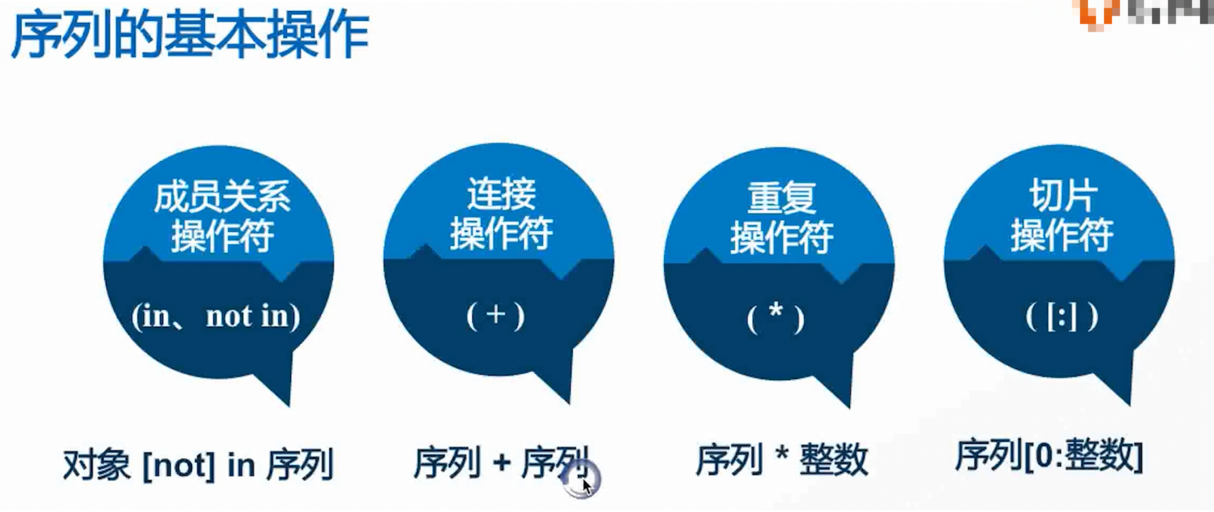 序列的基本操作
成员关系
操作符
(in、not in)
对象 [not] in 序列
连接
操作符
( + )
序列 + 序列
重复
操作符
( * )
序列 * 整数
切片
操作符
( [:] )
序列[0:整数]